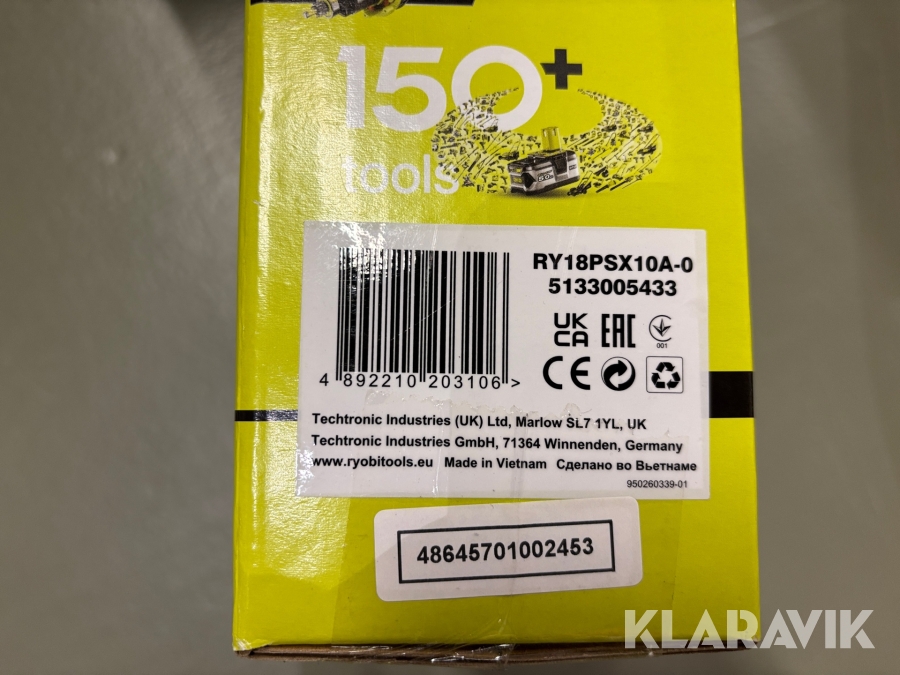 150+
tools
RY18PSX10A-0
5133005433
UK
CA
EAC
001
CE
4 892210 203106 >
Techtronic Industries (UK) Ltd, Marlow SL7 1YL, UK
Techtronic Industries GmbH, 71364 Winnenden, Germany
www.ryobitools.eu Made in Vietnam Сделано во Вьетнаме
950260339-01
48645701002453
KLARAVIK